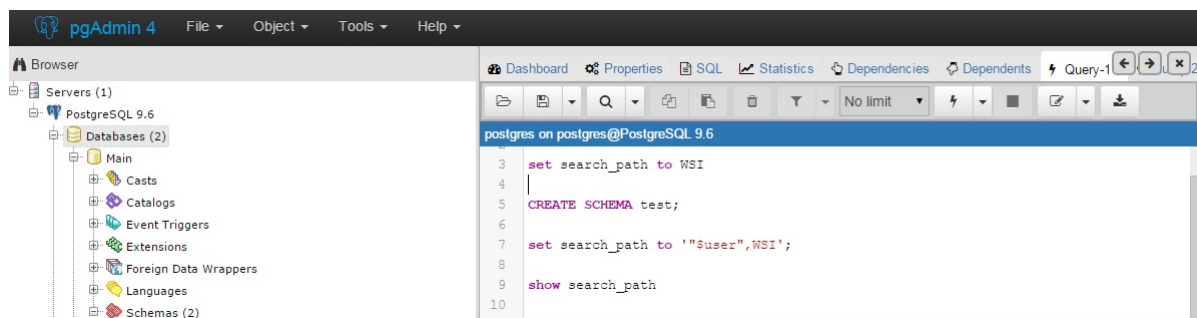 pgAdmin 4 File Object Tools Help
Browser
Dashboard Properties SQL Statistics Dependencies Dependents Query-1
Servers (1)
PostgreSQL 9.6
Databases (2)
Main
Casts
Catalogs
Event Triggers
Extensions
Foreign Data Wrappers
Languages
Schemas (2)
No limit
postgres on postgres@PostgreSQL 9.6
3 set search_path to WSI
4
5 CREATE SCHEMA test;
6
7 set search_path to '"$user",WSI';
8
9 show search_path
10